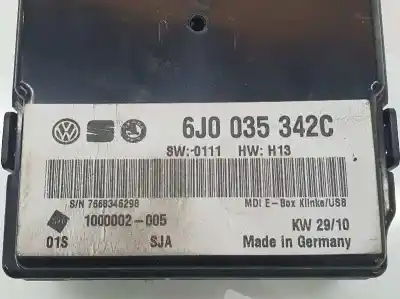 6J0 035 342C
SW:-0111 HW: H13
S/N 7668346298 MDI E-Box Klinke/USB
1000002-005 KW 29/10
01S SJA Made in Germany